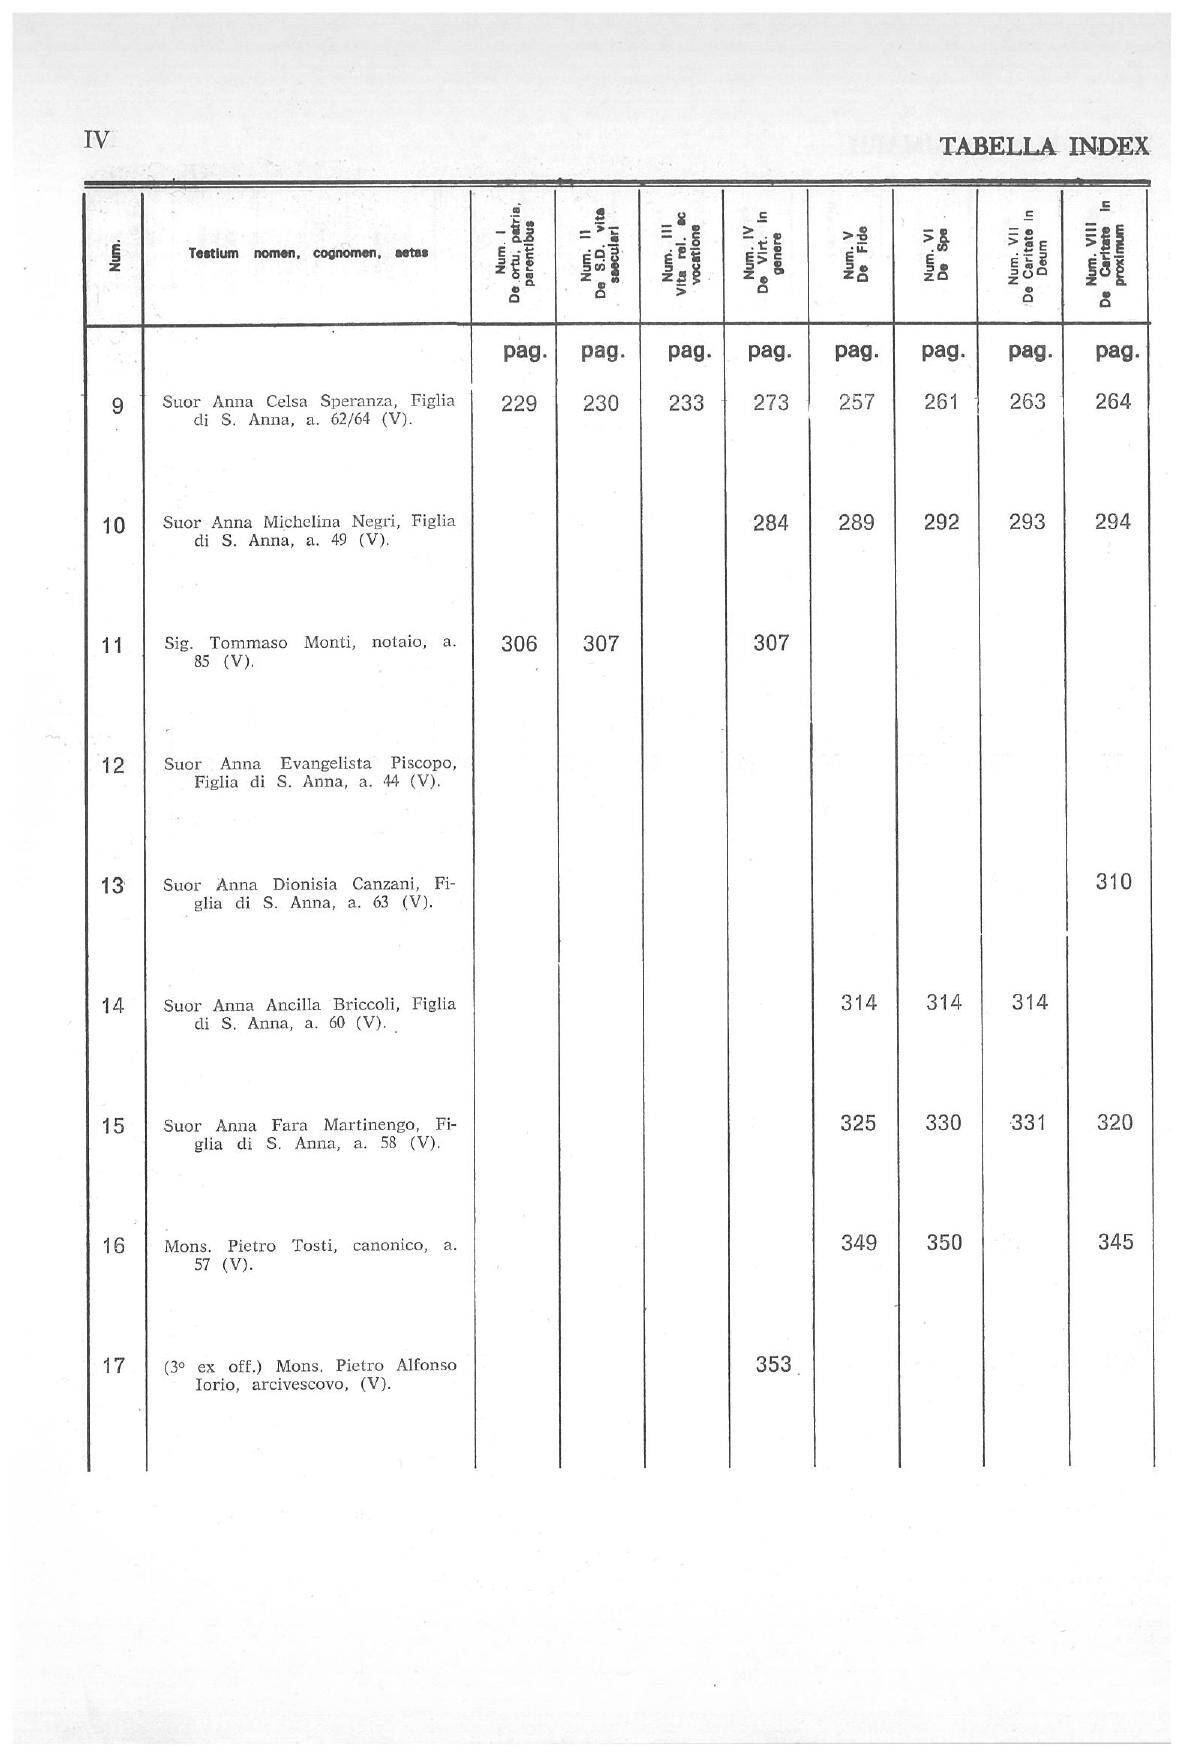 IV
TABELLA INDEX
Num.
Testium nomen, cognomen, aetas
Num. I
De ortu, patria,
parentibus
Num. II
De S.D. vita
saeculari
Num. III
Vita rel. ac
vocatione
Num. IV
De Virt. in
genere
Num. V
De Fide
Num. VI
De Spe
Num. VII
De Caritate in
Deum
Num. VIII
De Caritate in
proximum
pag. pag. pag. pag. pag. pag. pag. pag.
9 Suor Anna Celsa Speranza, Figlia 229 230 233 273 257 261 263 264
di S. Anna, a. 62/64 (V).
10 Suor Anna Michelina Negri, Figlia 284 289 292 293 294
di S. Anna, a. 49 (V).
11 Sig. Tommaso Monti, notaio, a. 306 307 307
85 (V).
12 Suor Anna Evangelista Piscopo,
Figlia di S. Anna, a. 44 (V).
13 Suor Anna Dionisia Canzani, Fi- 310
glia di S. Anna, a. 63 (V).
14 Suor Anna Ancilla Briccoli, Figlia 314 314 314
di S. Anna, a. 60 (V).
15 Suor Anna Fara Martinengo, Fi- 325 330 331 320
glia di S. Anna, a. 58 (V).
16 Mons. Pietro Tosti, canonico, a. 349 350 345
57 (V).
17 (3º ex off.) Mons. Pietro Alfonso 353
Iorio, arcivescovo, (V).